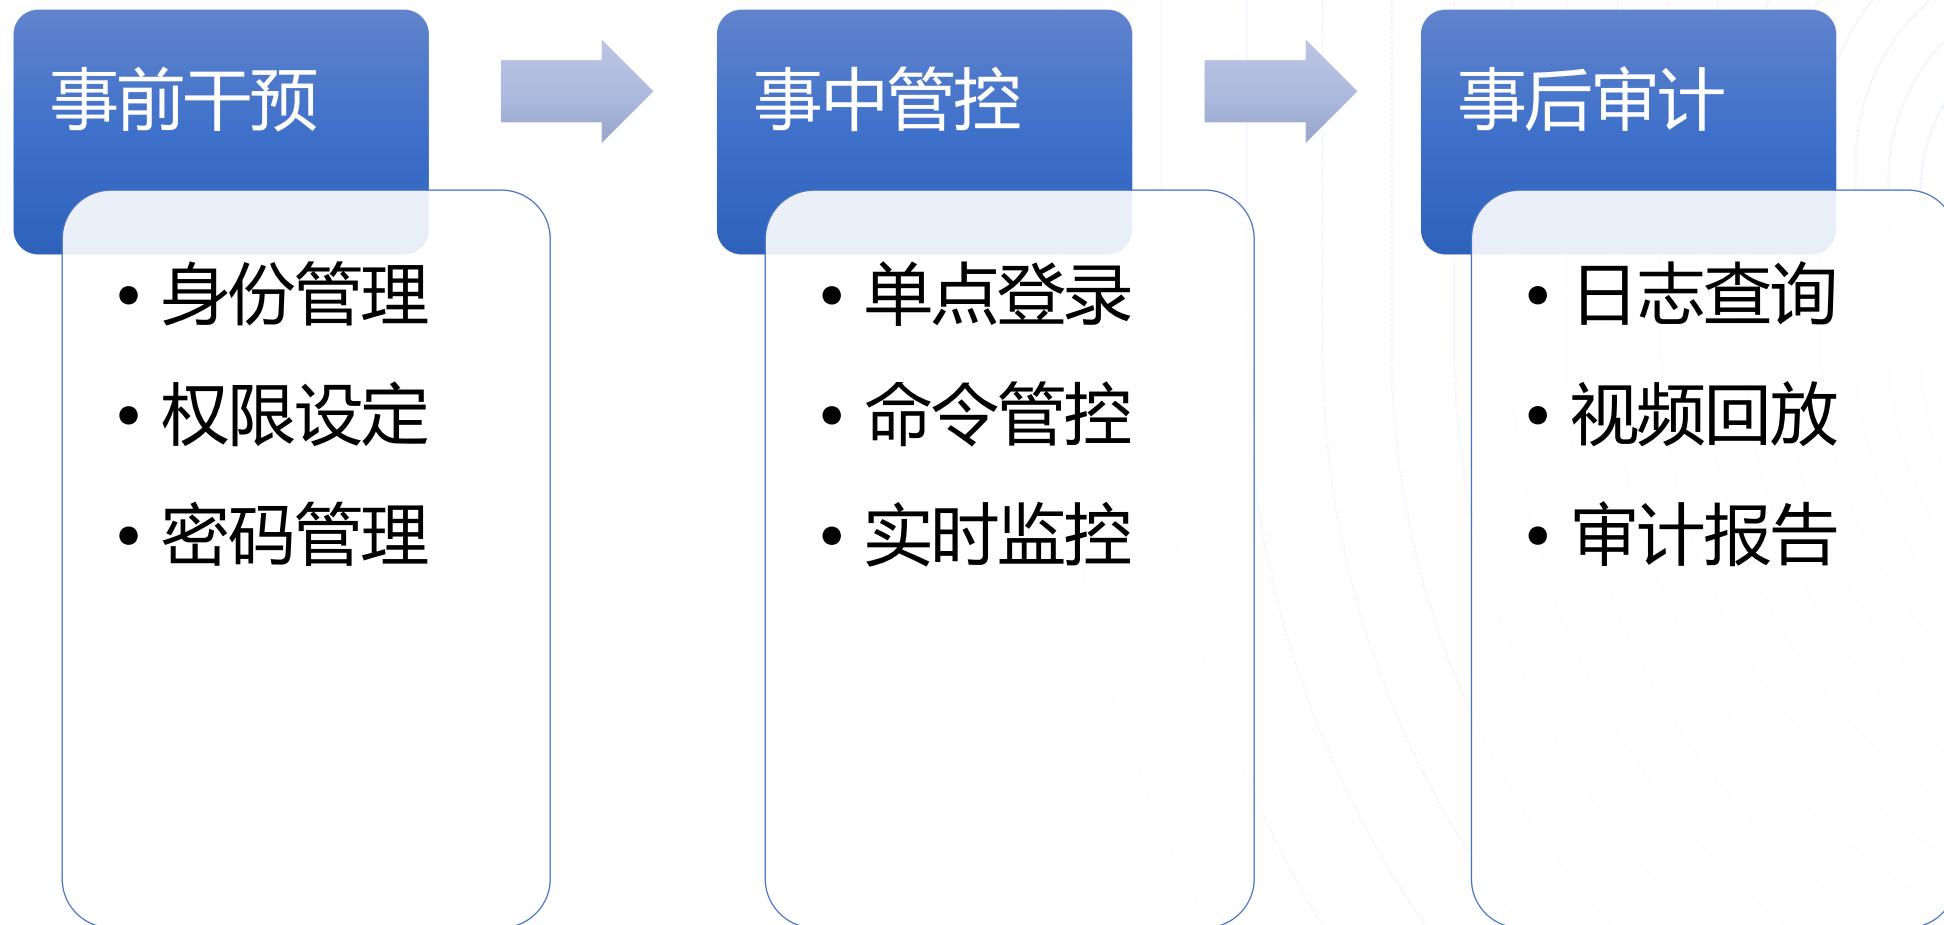 事前干预
• 身份管理
• 权限设定
• 密码管理
事中管控
• 单点登录
• 命令管控
• 实时监控
事后审计
• 日志查询
• 视频回放
• 审计报告